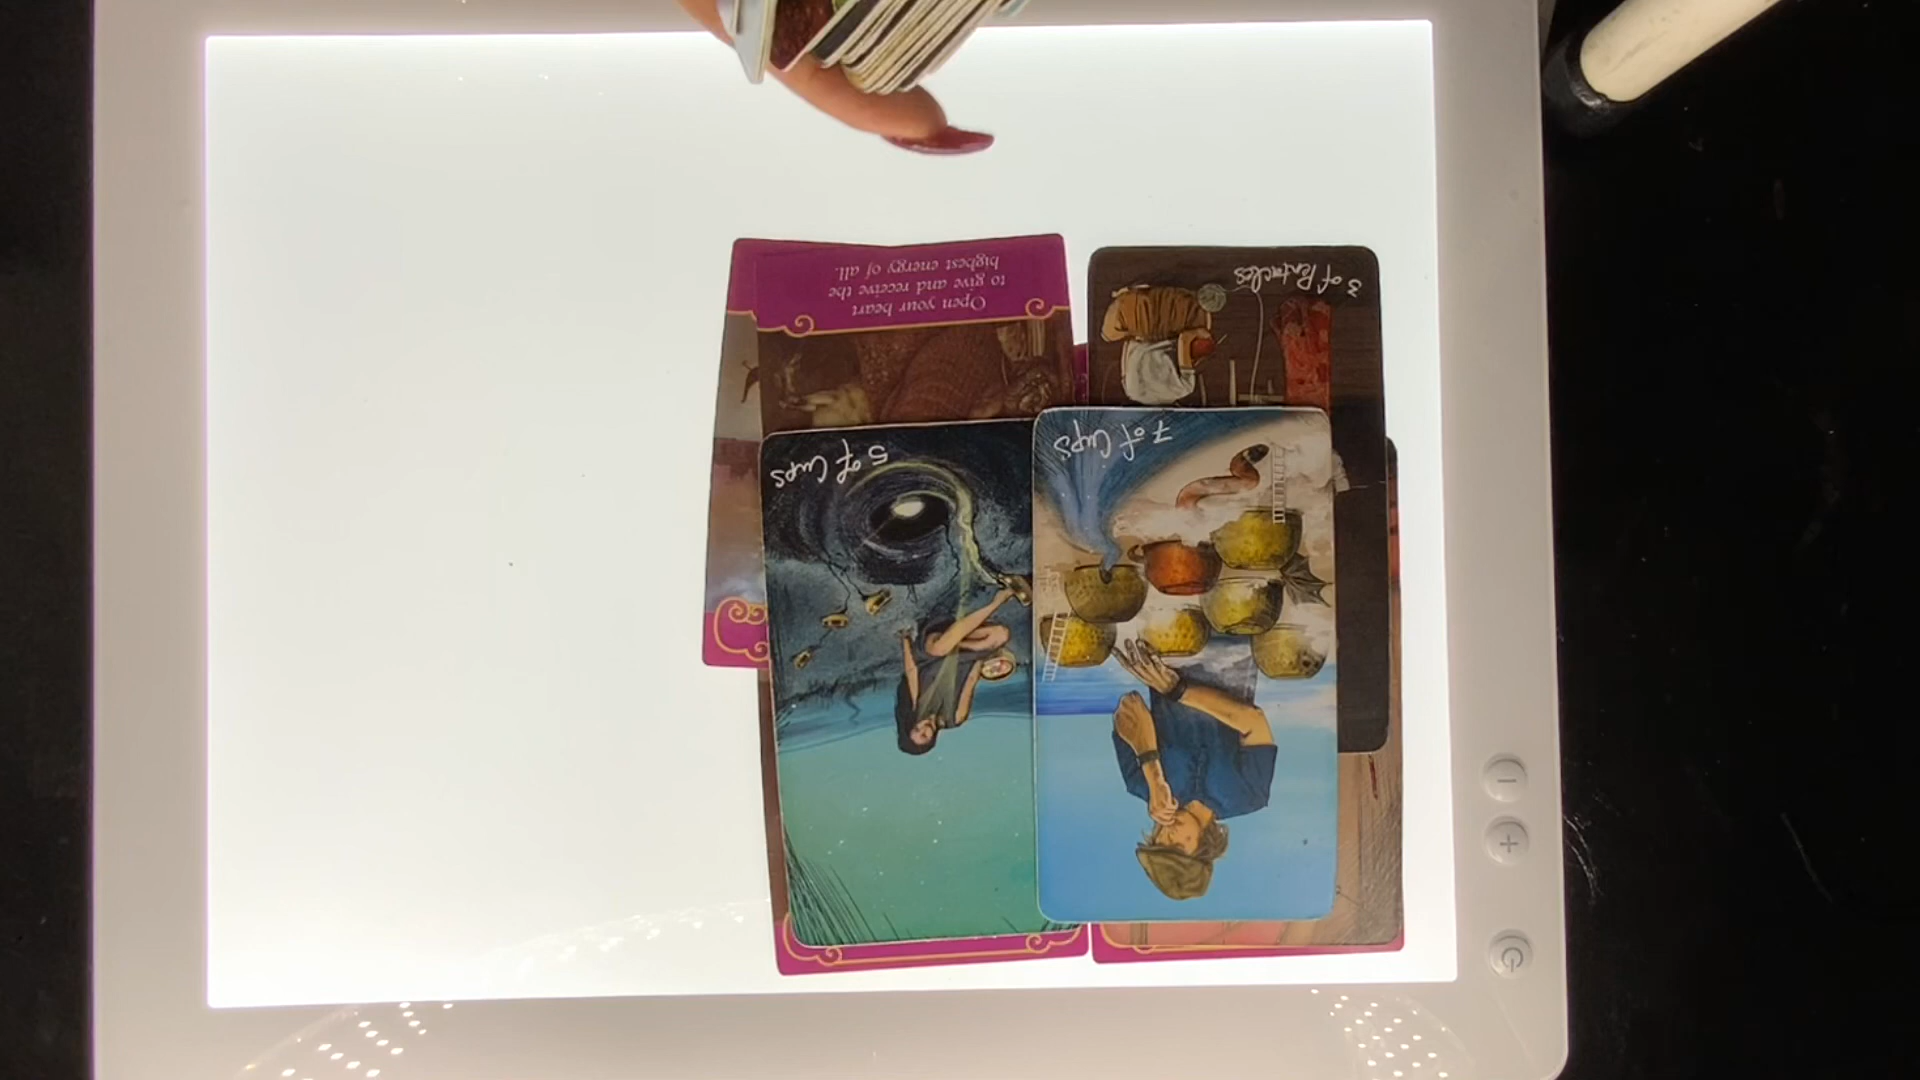 Open your heart
to give and receive the
highest energy of all.
3 of Pentacles
5 of Cups
7 of Cups